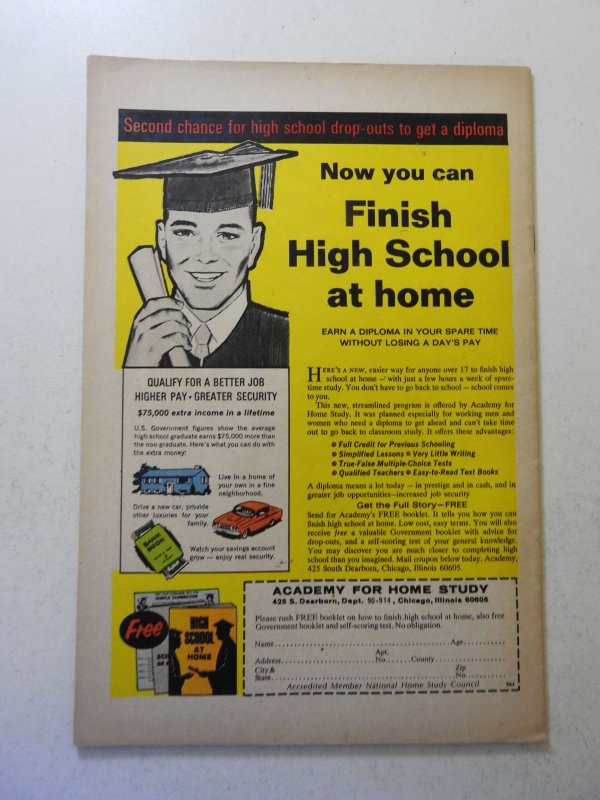 Second chance for high school drop-outs to get a diploma
Now you can
Finish
High School
at home
EARN A DIPLOMA IN YOUR SPARE TIME
WITHOUT LOSING A DAY'S PAY
HERE'S A NEW, easier way for anyone over 17 to finish high
school at home — with just a few hours a week of spare-
time study. You don't have to go back to school — school comes
to you.
This new, streamlined program is offered by Academy for
Home Study. It was planned especially for working men and
women who need a diploma to get ahead and can't take time
out to go back to classroom study. It offers these advantages:
• Full Credit for Previous Schooling
• Simplified Lessons • Very Little Writing
• True-False Multiple-Choice Tests
• Qualified Teachers • Easy-to-Read Text Books
A diploma means a lot today — in prestige and in cash, and in
greater job opportunities—increased job security
Get the Full Story—FREE
Send for Academy's FREE booklet. It tells how you can
finish high school at home. Low cost, easy terms. You will also
receive free a valuable Government booklet with advice for
drop-outs, and a self-scoring test of your general knowledge.
You may discover you are much closer to completing high
school than you imagined. Mail coupon below today. Academy,
425 South Dearborn, Chicago, Illinois 60605.
QUALIFY FOR A BETTER JOB
HIGHER PAY • GREATER SECURITY
$75,000 extra income in a lifetime
U.S. Government figures show the average
high school graduate earns $75,000 more than
the non-graduate. Here's what you can do with
the extra money:
Live in a home of
your own in a fine
neighborhood.
Drive a new car, provide
other luxuries for your
family.
BANK
BOOK
Watch your savings account
grow — enjoy real security.
Free
HIGH
SCHOOL
AT
HOME
ACADEMY FOR HOME STUDY
425 S. Dearborn, Dept. 90-914, Chicago, Illinois 60605
Please rush FREE booklet on how to finish high school at home, also free
Government booklet and self-scoring test. No obligation.
Name Age
Apt.
Address No. County
City & Zip
State No.
Accredited Member National Home Study Council